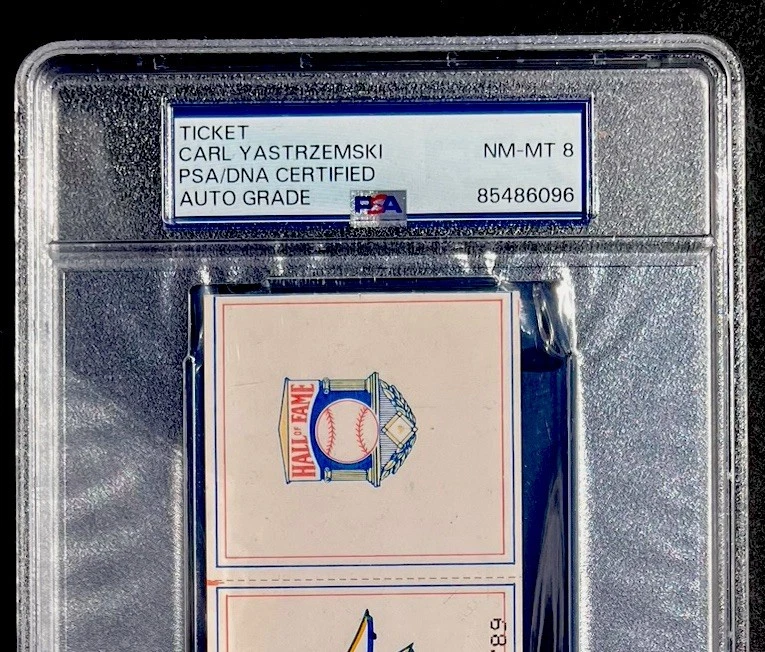 TICKET
CARL YASTRZEMSKI NM-MT 8
PSA/DNA CERTIFIED
AUTO GRADE PSA 85486096
HALL OF FAME